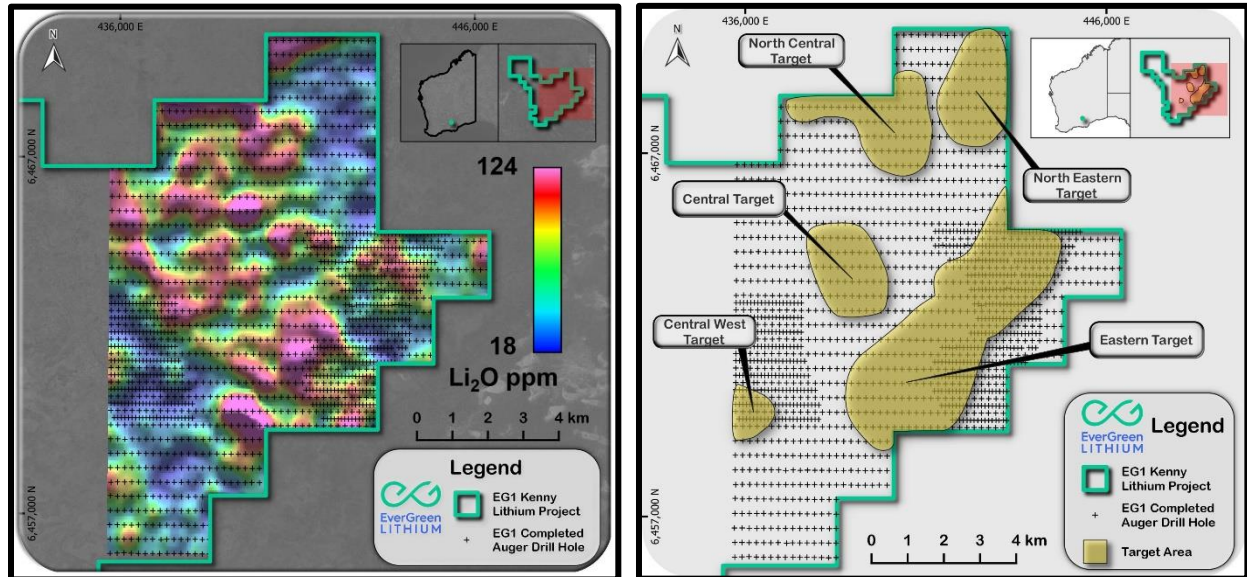 436,000 E
446,000 E
N
6,467,000 N
124
18
Li₂O ppm
0 1 2 4 km
Legend
EverGreen
LITHIUM
EG1 Kenny
Lithium Project
EG1 Completed
Auger Drill Hole
6,457,000 N
436,000 E
446,000 E
N
North Central
Target
6,467,000 N
North Eastern
Target
Central Target
Central West
Target
Eastern Target
Legend
EverGreen
LITHIUM
EG1 Kenny
Lithium Project
EG1 Completed
Auger Drill Hole
Target Area
6,457,000 N
0 1 2 4 km